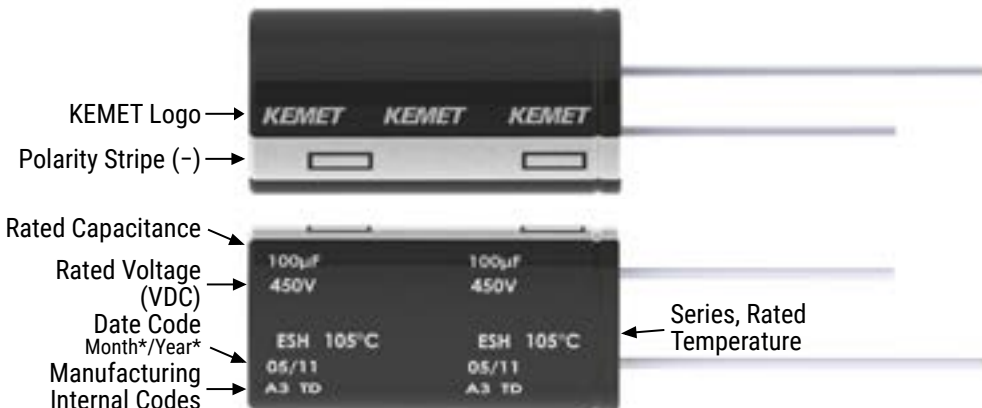 KEMET Logo
KEMET KEMET KEMET
Polarity Stripe (−)
Rated Capacitance
100µF 100µF
Rated Voltage
(VDC)
450V 450V
Date Code
Month*/Year*
ESH 105°C ESH 105°C
Series, Rated
Temperature
05/11 05/11
Manufacturing
Internal Codes
A3 TD A3 TD